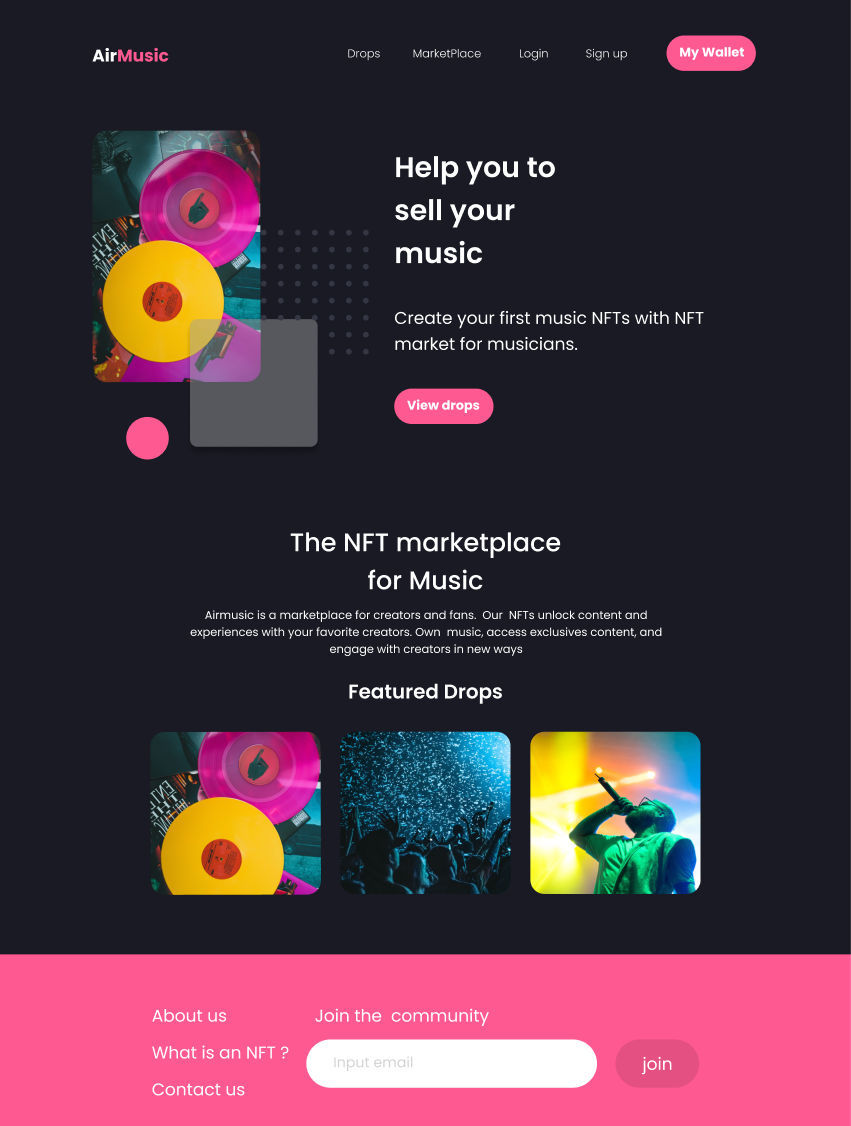 AirMusic
Drops MarketPlace Login Sign up My Wallet
Help you to
sell your
music
Create your first music NFTs with NFT
market for musicians.
View drops
The NFT marketplace
for Music
Airmusic is a marketplace for creators and fans.  Our  NFTs unlock content and
experiences with your favorite creators. Own  music, access exclusives content, and
engage with creators in new ways
Featured Drops
About us
What is an NFT ?
Contact us
Join the  community
Input email
join